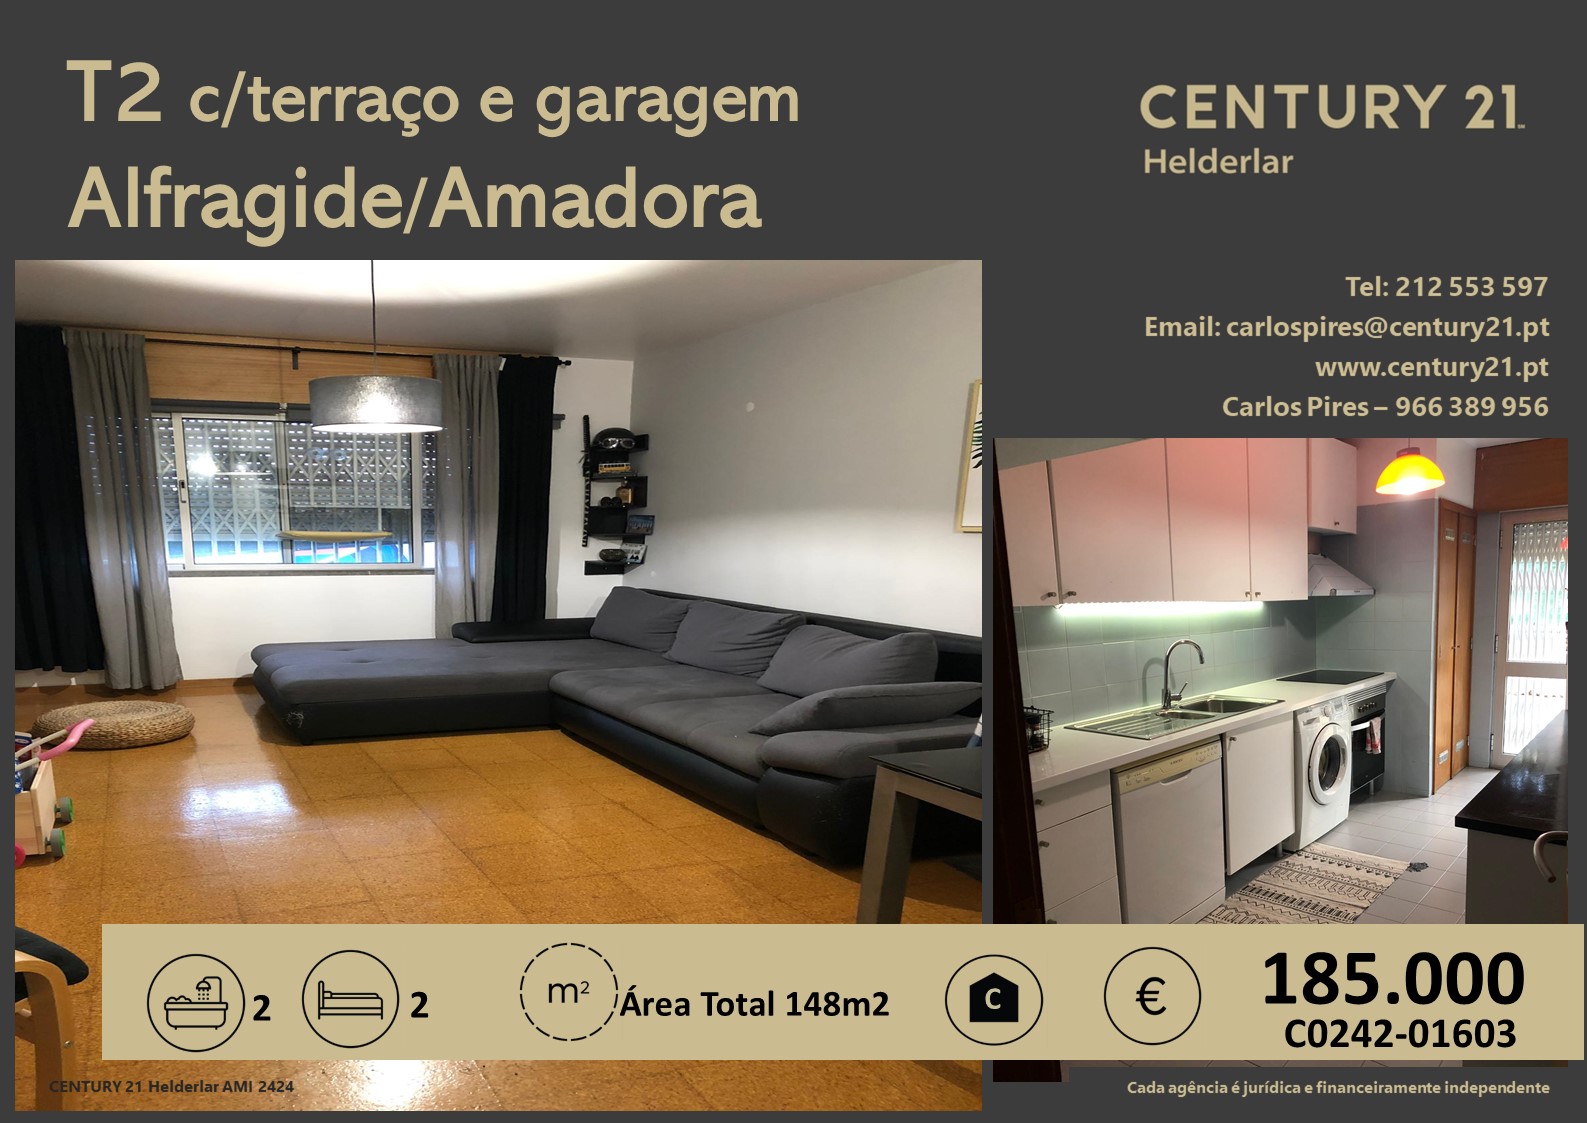 T2 c/terraço e garagem
Alfragide/Amadora
CENTURY 21
Helderlar
Tel: 212 553 597
Email: carlospires@century21.pt
www.century21.pt
Carlos Pires – 966 389 956
2
2
m²
Área Total 148m2
C
€
185.000
C0242-01603
CENTURY 21 Helderlar AMI 2424
Cada agência é jurídica e financeiramente independente